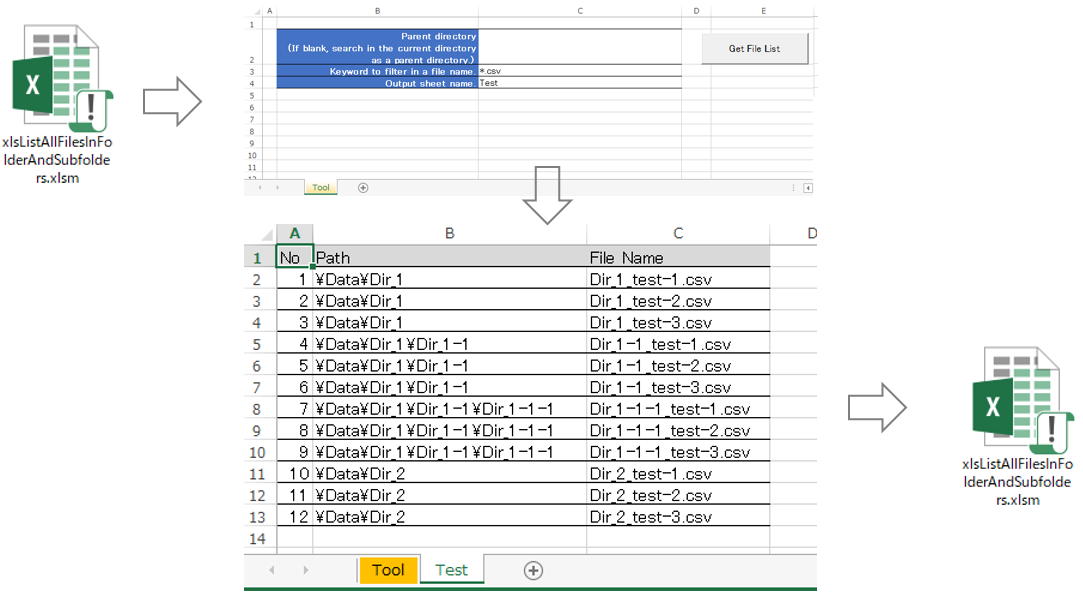 xlsListAllFilesInFo
lderAndSubfolde
rs.xlsm
A B C D E
1
Parent directory
(If blank, search in the current directory
2 as a parent directory.)
Get File List
3 Keyword to filter in a file name. *.csv
4 Output sheet name. Test
5
6
7
8
9
10
11
12
Tool
A B C D
1 No Path File Name
2 1 ¥Data¥Dir_1 Dir_1_test-1.csv
3 2 ¥Data¥Dir_1 Dir_1_test-2.csv
4 3 ¥Data¥Dir_1 Dir_1_test-3.csv
5 4 ¥Data¥Dir_1¥Dir_1-1 Dir_1-1_test-1.csv
6 5 ¥Data¥Dir_1¥Dir_1-1 Dir_1-1_test-2.csv
7 6 ¥Data¥Dir_1¥Dir_1-1 Dir_1-1_test-3.csv
8 7 ¥Data¥Dir_1¥Dir_1-1¥Dir_1-1-1 Dir_1-1-1_test-1.csv
9 8 ¥Data¥Dir_1¥Dir_1-1¥Dir_1-1-1 Dir_1-1-1_test-2.csv
10 9 ¥Data¥Dir_1¥Dir_1-1¥Dir_1-1-1 Dir_1-1-1_test-3.csv
11 10 ¥Data¥Dir_2 Dir_2_test-1.csv
12 11 ¥Data¥Dir_2 Dir_2_test-2.csv
13 12 ¥Data¥Dir_2 Dir_2_test-3.csv
14
Tool Test
xlsListAllFilesInFo
lderAndSubfolde
rs.xlsm